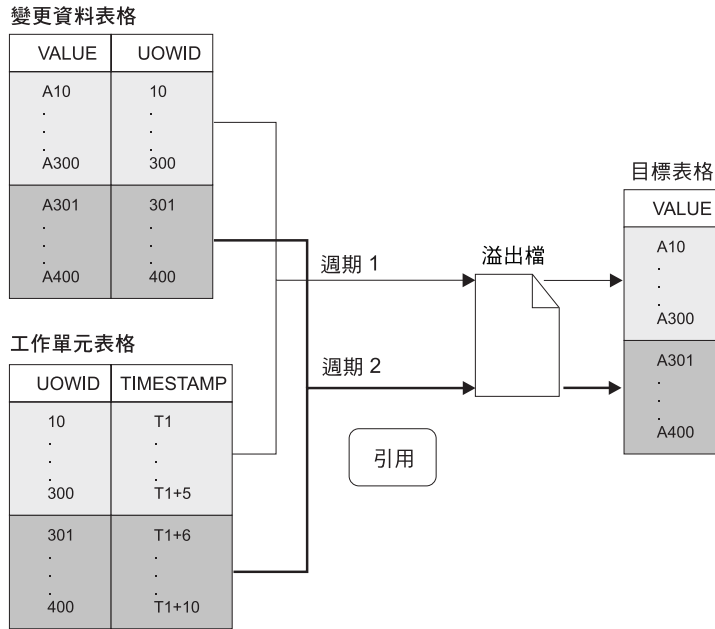 變更資料表格
VALUE UOWID
A10 10
. .
. .
. .
A300 300
A301 301
. .
. .
. .
A400 400
工作單元表格
UOWID TIMESTAMP
10 T1
. .
. .
. .
300 T1+5
301 T1+6
. .
. .
. .
400 T1+10
週期 1
週期 2
溢出檔
引用
目標表格
VALUE
A10
.
.
.
A300
A301
.
.
.
A400